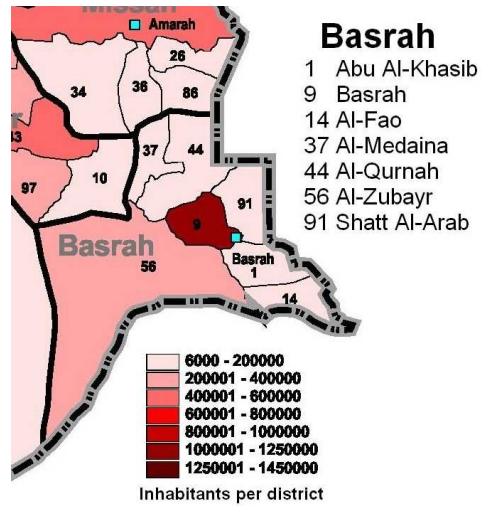 Missan
Amarah
26
34
36
86
37
44
97
10
91
9
Basrah
56
Basrah
1
14
Basrah
1 Abu Al-Khasib
9 Basrah
14 Al-Fao
37 Al-Medaina
44 Al-Qurnah
56 Al-Zubayr
91 Shatt Al-Arab
6000 - 200000
200001 - 400000
400001 - 600000
600001 - 800000
800001 - 1000000
1000001 - 1250000
1250001 - 1450000
Inhabitants per district